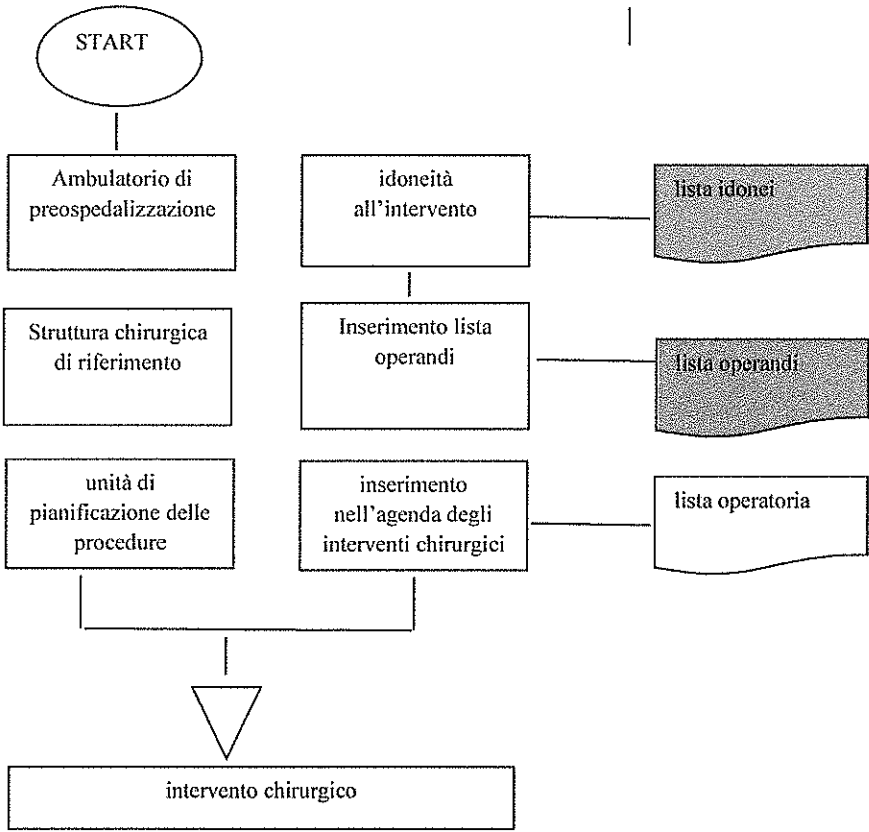 START
Ambulatorio di
preospedalizzazione
idoneità
all'intervento
lista idonei
Struttura chirurgica
di riferimento
Inserimento lista
operandi
lista operandi
unità di
pianificazione delle
procedure
inserimento
nell'agenda degli
interventi chirurgici
lista operatoria
intervento chirurgico